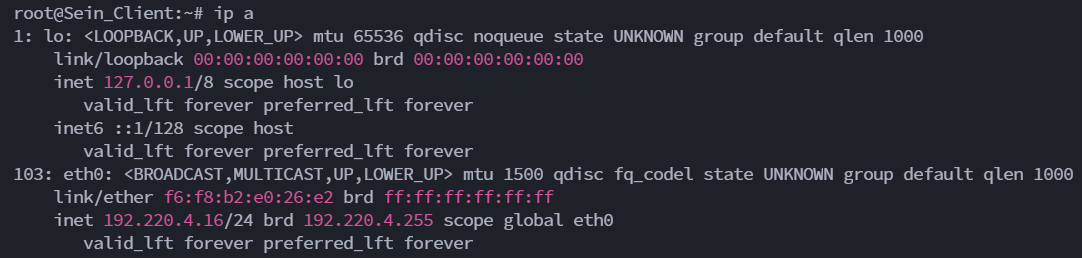 root@Sein_Client:~# ip a
1: lo: <LOOPBACK,UP,LOWER_UP> mtu 65536 qdisc noqueue state UNKNOWN group default qlen 1000
    link/loopback 00:00:00:00:00:00 brd 00:00:00:00:00:00
    inet 127.0.0.1/8 scope host lo
       valid_lft forever preferred_lft forever
    inet6 ::1/128 scope host
       valid_lft forever preferred_lft forever
103: eth0: <BROADCAST,MULTICAST,UP,LOWER_UP> mtu 1500 qdisc fq_codel state UNKNOWN group default qlen 1000
    link/ether f6:f8:b2:e0:26:e2 brd ff:ff:ff:ff:ff:ff
    inet 192.220.4.16/24 brd 192.220.4.255 scope global eth0
       valid_lft forever preferred_lft forever